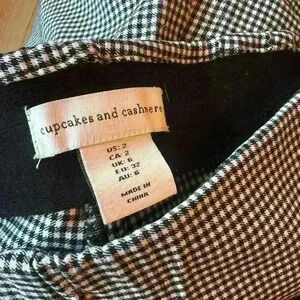 cupcakes and cashmere
US: 2
CA: 2
UK: 6
EU: 32
AU: 6
MADE IN
CHINA